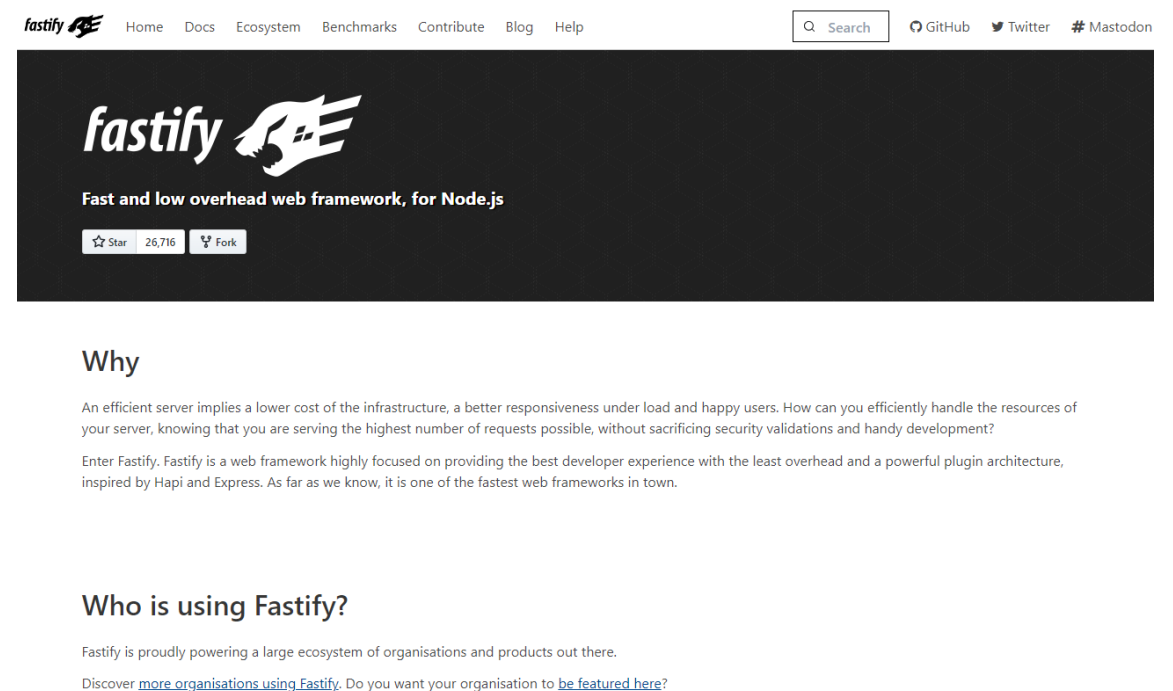 fastify Home Docs Ecosystem Benchmarks Contribute Blog Help Search GitHub Twitter Mastodon
fastify
Fast and low overhead web framework, for Node.js
Star 26,716 Fork
Why
An efficient server implies a lower cost of the infrastructure, a better responsiveness under load and happy users. How can you efficiently handle the resources of
your server, knowing that you are serving the highest number of requests possible, without sacrificing security validations and handy development?
Enter Fastify. Fastify is a web framework highly focused on providing the best developer experience with the least overhead and a powerful plugin architecture,
inspired by Hapi and Express. As far as we know, it is one of the fastest web frameworks in town.
Who is using Fastify?
Fastify is proudly powering a large ecosystem of organisations and products out there.
Discover more organisations using Fastify. Do you want your organisation to be featured here?